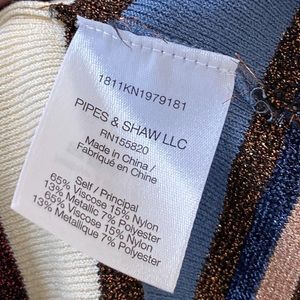 1811KN1979181
PIPES & SHAW LLC
RN155820
Made in China /
Fabriqué en Chine
Self / Principal
65% Viscose 15% Nylon
13% Metallic 7% Polyester
65% Viscose 15% Nylon
13% Metallique 7% Polyester